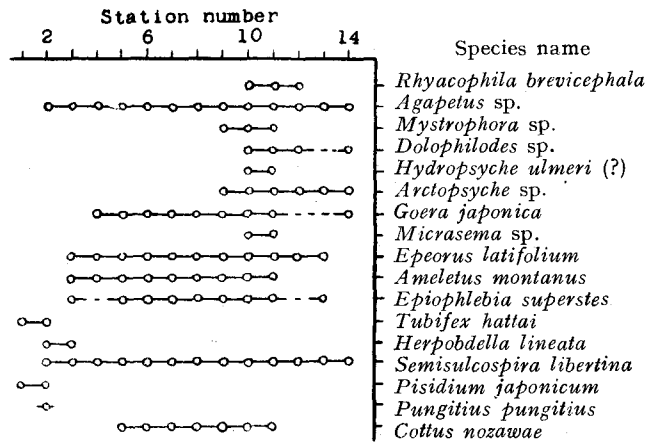 Station number
2 6 10 14
Species name
Rhyacophila brevicephala
Agapetus sp.
Mystrophora sp.
Dolophilodes sp.
Hydropsyche ulmeri (?)
Arctopsyche sp.
Goera japonica
Micrasema sp.
Epeorus latifolium
Ameletus montanus
Epiophlebia superstes
Tubifex hattai
Herpobdella lineata
Semisulcospira libertina
Pisidium japonicum
Pungitius pungitius
Cottus nozawae